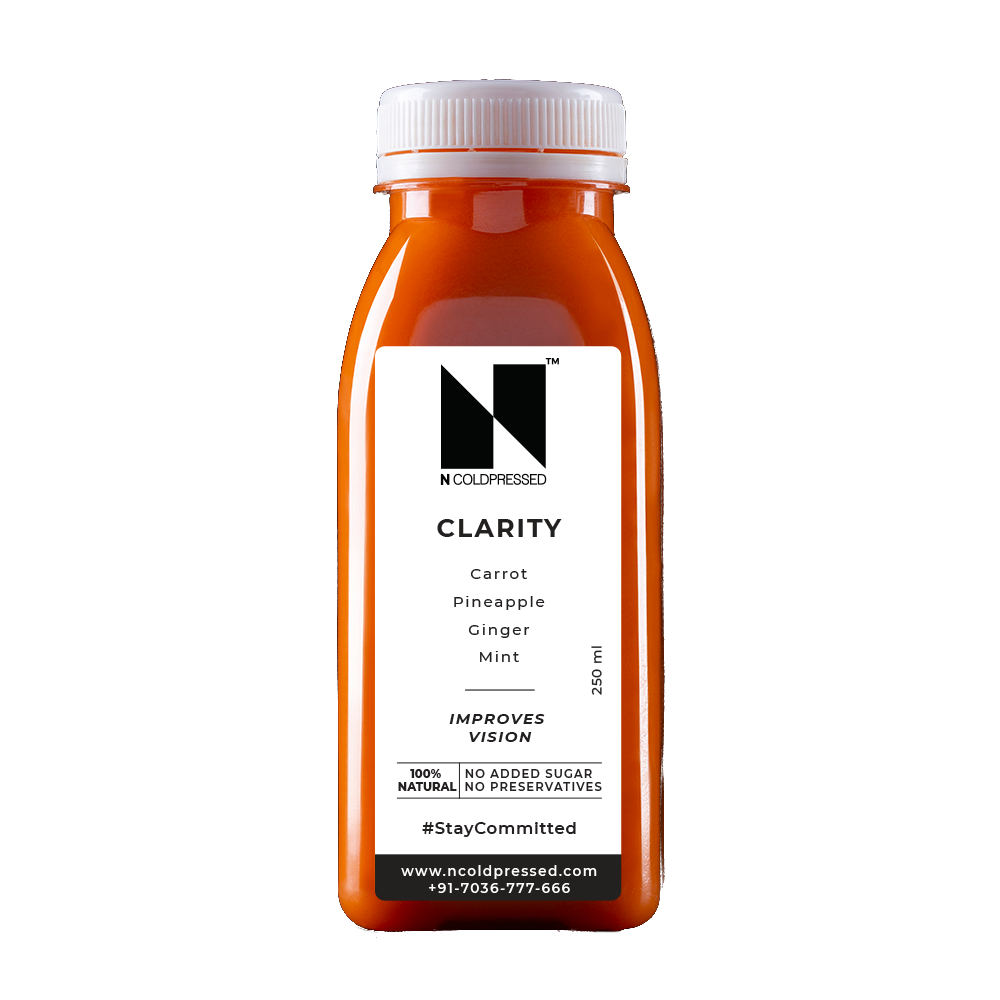 ™
N COLDPRESSED
CLARITY
Carrot
Pineapple
Ginger
Mint
250 ml
IMPROVES
VISION
100%
NATURAL
NO ADDED SUGAR
NO PRESERVATIVES
#StayCommitted
www.ncoldpressed.com
+91-7036-777-666